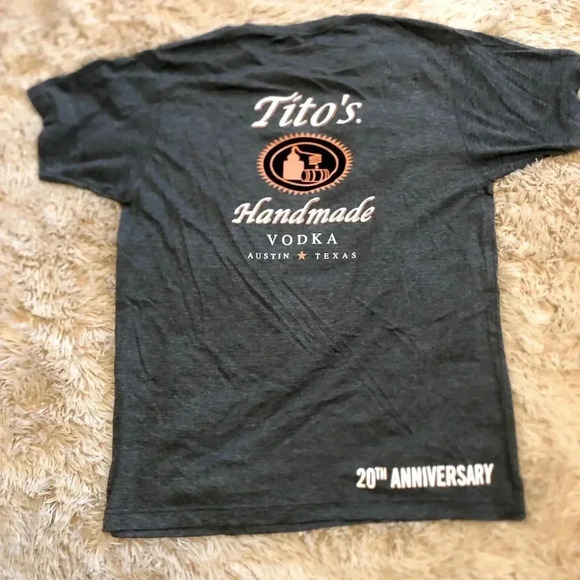 Tito's.
Handmade
VODKA
AUSTIN ★ TEXAS
20TH ANNIVERSARY